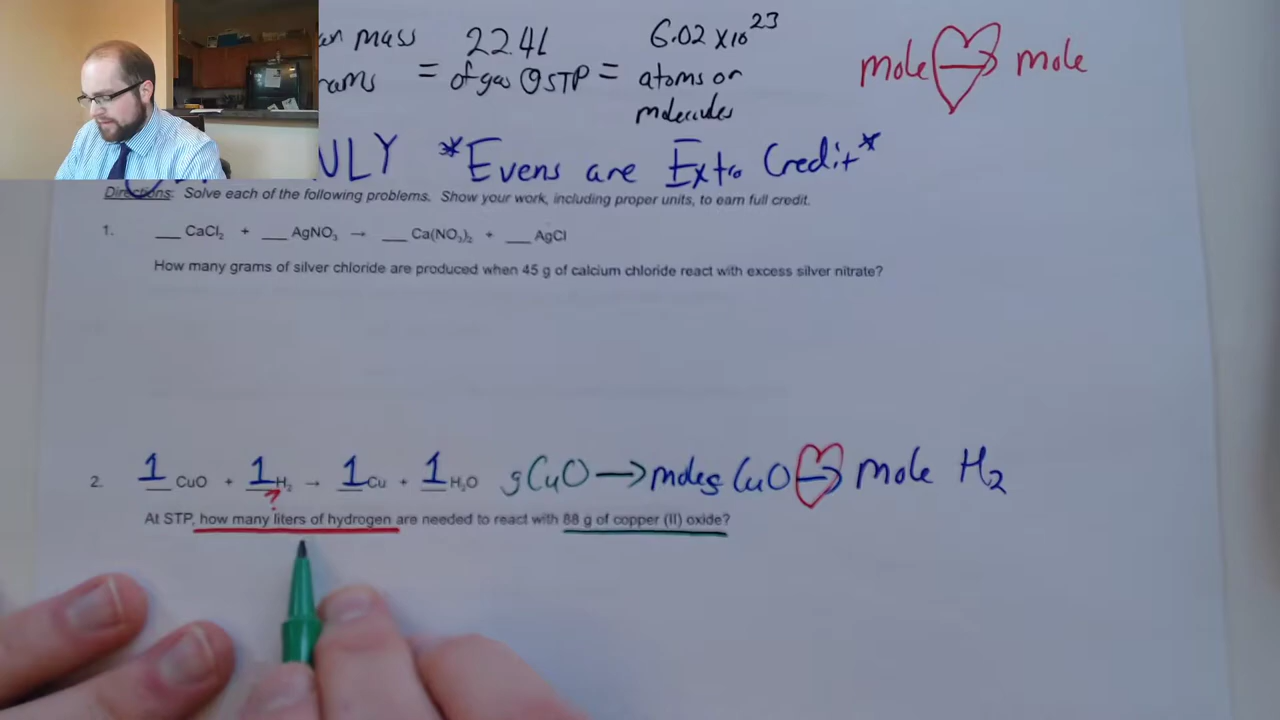 mass 22.4L 6.02 x10^23
= of gas @ STP = atoms or
molecules
mole → mole
*Evens are Extra Credit*
Directions: Solve each of the following problems. Show your work, including proper units, to earn full credit.
1. ___ CaCl₂ + ___ AgNO₃ → ___ Ca(NO₃)₂ + ___ AgCl
How many grams of silver chloride are produced when 45 g of calcium chloride react with excess silver nitrate?
2. 1 CuO + 1 H₂ → 1 Cu + 1 H₂O gCuO → moles CuO → mole H₂
?
At STP, how many liters of hydrogen are needed to react with 88 g of copper (II) oxide?